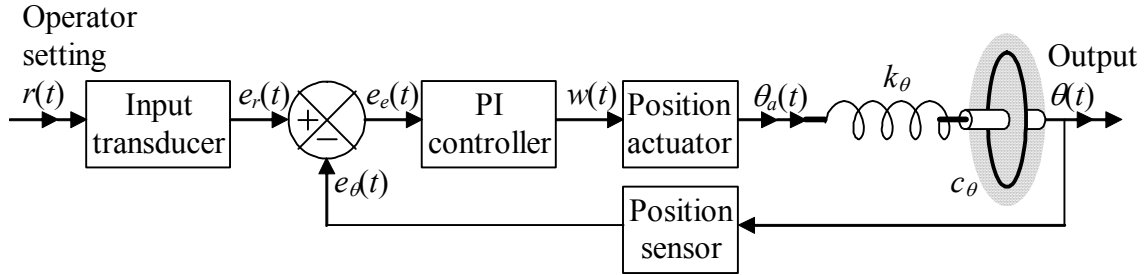 Operator
setting
r(t)
Input
transducer
e_r(t)
+
−
e_e(t)
PI
controller
w(t)
Position
actuator
θ_a(t)
k_θ
c_θ
Output
θ(t)
e_θ(t)
Position
sensor